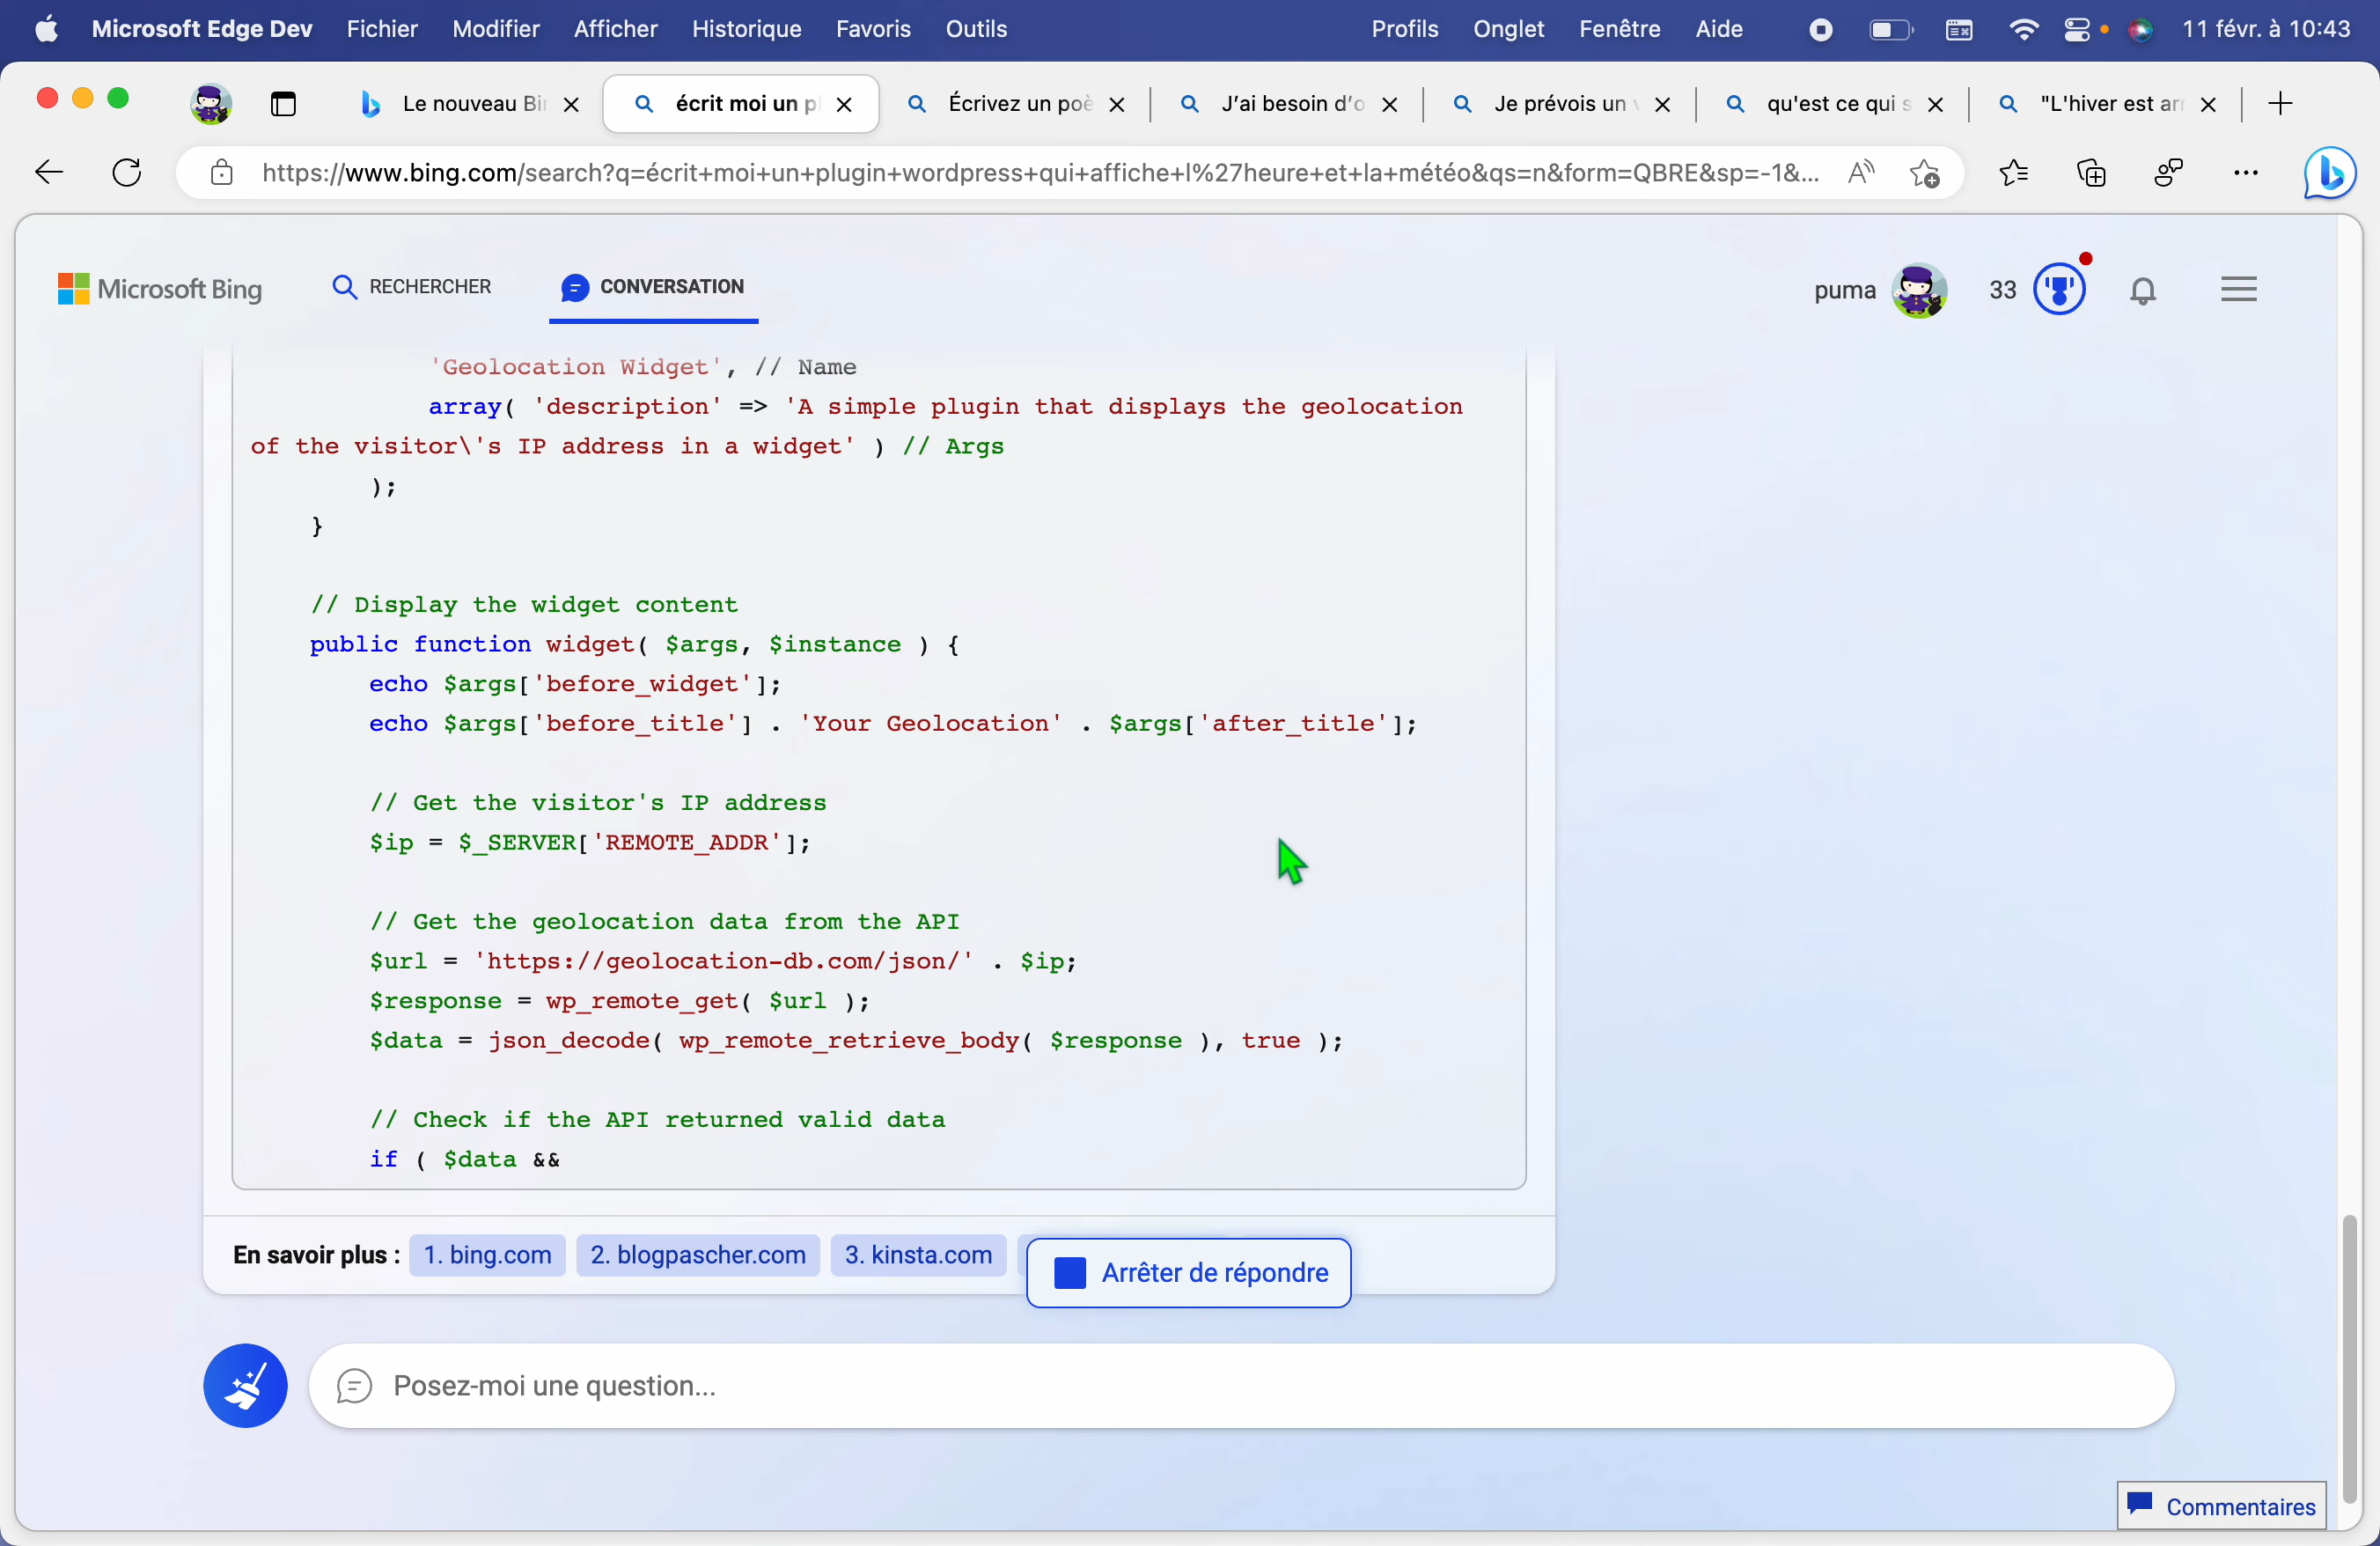 Microsoft Edge Dev Fichier Modifier Afficher Historique Favoris Outils Profils Onglet Fenêtre Aide 11 févr. à 10:43
Le nouveau Bin écrit moi un pl Écrivez un poè J'ai besoin d'o Je prévois un v qu'est ce qui s "L'hiver est arr
https://www.bing.com/search?q=écrit+moi+un+plugin+wordpress+qui+affiche+l%27heure+et+la+météo&qs=n&form=QBRE&sp=-1&...
Microsoft Bing RECHERCHER CONVERSATION puma 33
'Geolocation Widget', // Name
array( 'description' => 'A simple plugin that displays the geolocation
of the visitor\'s IP address in a widget' ) // Args
);
}
// Display the widget content
public function widget( $args, $instance ) {
echo $args['before_widget'];
echo $args['before_title'] . 'Your Geolocation' . $args['after_title'];
// Get the visitor's IP address
$ip = $_SERVER['REMOTE_ADDR'];
// Get the geolocation data from the API
$url = 'https://geolocation-db.com/json/' . $ip;
$response = wp_remote_get( $url );
$data = json_decode( wp_remote_retrieve_body( $response ), true );
// Check if the API returned valid data
if ( $data &&
En savoir plus : 1. bing.com 2. blogpascher.com 3. kinsta.com
Arrêter de répondre
Posez-moi une question...
Commentaires